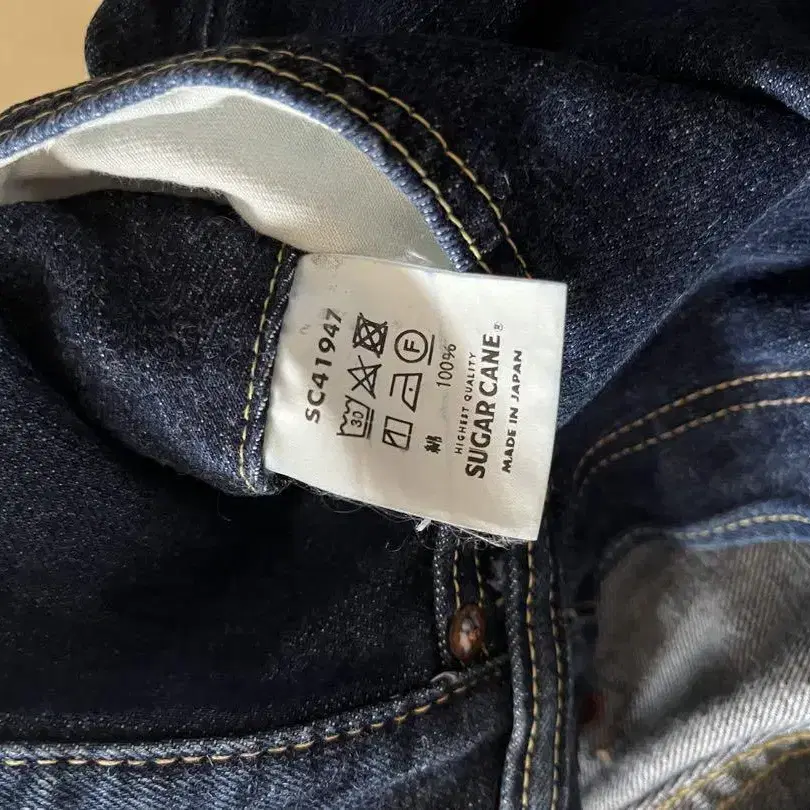 SC41947
30
F
綿 100%
HIGHEST QUALITY
SUGAR CANE®
MADE IN JAPAN